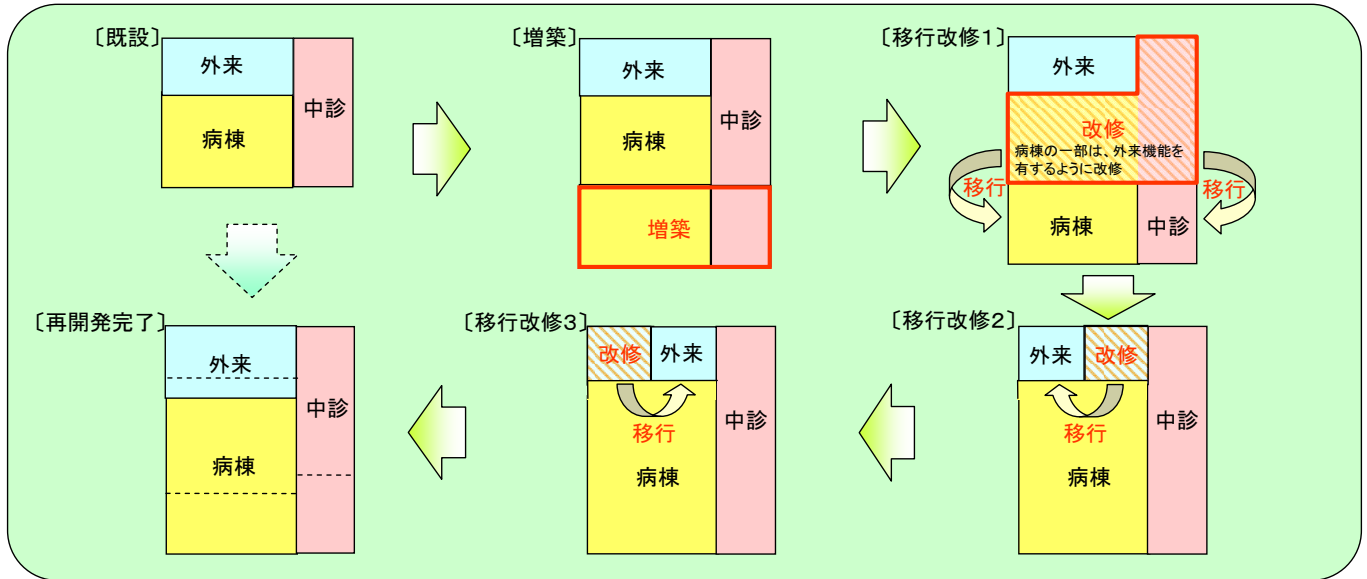 〔既設〕
外来
病棟
中診
〔増築〕
外来
病棟
中診
増築
〔移行改修1〕
外来
改修
病棟の一部は、外来機能を
有するように改修
移行
移行
病棟
中診
〔移行改修2〕
外来
改修
移行
病棟
中診
〔移行改修3〕
改修
外来
移行
病棟
中診
〔再開発完了〕
外来
病棟
中診